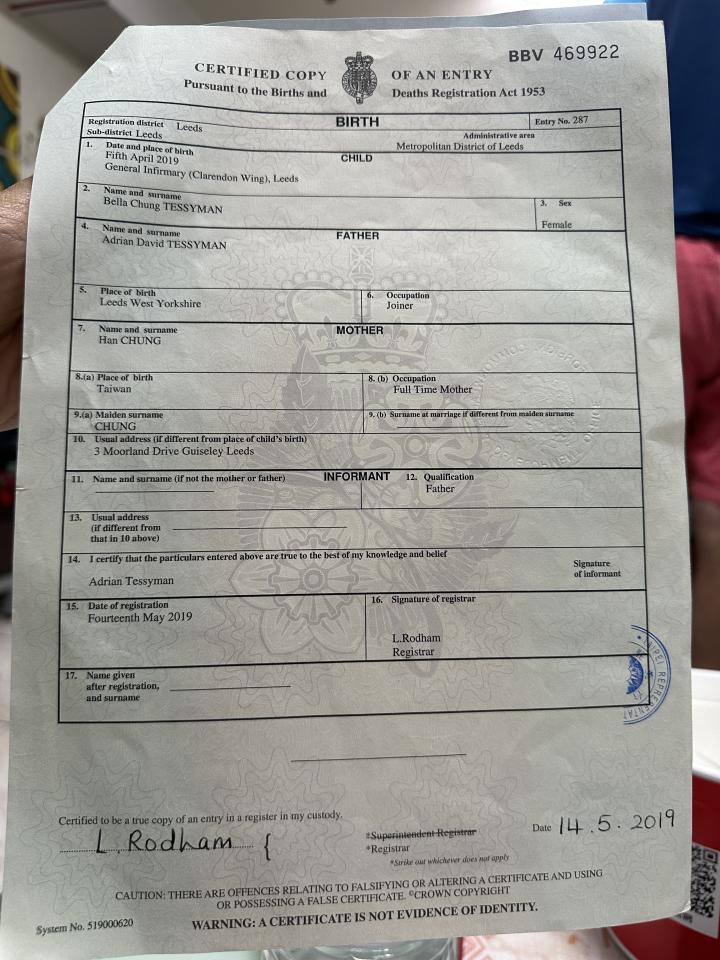 BBV 469922
CERTIFIED COPY OF AN ENTRY
Pursuant to the Births and Deaths Registration Act 1953
Registration district Leeds BIRTH Entry No. 287
Sub-district Leeds Administrative area
Metropolitan District of Leeds
1. Date and place of birth CHILD
Fifth April 2019
General Infirmary (Clarendon Wing), Leeds
2. Name and surname 3. Sex
Bella Chung TESSYMAN Female
4. Name and surname FATHER
Adrian David TESSYMAN
5. Place of birth 6. Occupation
Leeds West Yorkshire Joiner
7. Name and surname MOTHER
Han CHUNG
8.(a) Place of birth 8. (b) Occupation
Taiwan Full Time Mother
9.(a) Maiden surname 9. (b) Surname at marriage if different from maiden surname
CHUNG
10. Usual address (if different from place of child's birth)
3 Moorland Drive Guiseley Leeds
11. Name and surname (if not the mother or father) INFORMANT 12. Qualification
Father
13. Usual address
(if different from
that in 10 above)
14. I certify that the particulars entered above are true to the best of my knowledge and belief
Adrian Tessyman Signature
of informant
15. Date of registration 16. Signature of registrar
Fourteenth May 2019
L.Rodham
Registrar
17. Name given
after registration,
and surname
Certified to be a true copy of an entry in a register in my custody.
L. Rodham {
*Superintendent Registrar
*Registrar
*Strike out whichever does not apply
Date 14.5.2019
CAUTION: THERE ARE OFFENCES RELATING TO FALSIFYING OR ALTERING A CERTIFICATE AND USING
OR POSSESSING A FALSE CERTIFICATE. ©CROWN COPYRIGHT
System No. 519000620
WARNING: A CERTIFICATE IS NOT EVIDENCE OF IDENTITY.